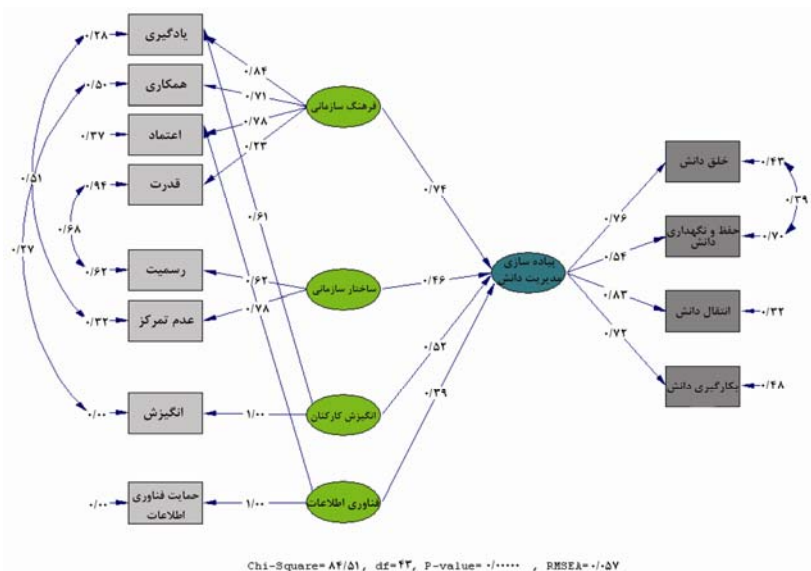 یادگیری
همکاری
اعتماد
قدرت
رسمیت
عدم تمرکز
انگیزش
حمایت فناوری
اطلاعات
۰/۲۸
۰/۵۰
۰/۳۷
۰/۹۴
۰/۶۲
۰/۳۲
۰/۰۰
۰/۰۰
۰/۵۱
۰/۲۷
۰/۶۸
۰/۸۴
۰/۷۱
۰/۷۸
۰/۲۳
۰/۶۱
۰/۶۲
۰/۷۸
۱/۰۰
۱/۰۰
فرهنگ سازمانی
ساختار سازمانی
انگیزش کارکنان
فناوری اطلاعات
۰/۷۴
۰/۴۶
۰/۵۲
۰/۳۹
پیاده سازی
مدیریت دانش
۰/۷۶
۰/۵۴
۰/۸۳
۰/۷۲
خلق دانش
حفظ و نگهداری
دانش
انتقال دانش
بکارگیری دانش
۰/۴۳
۰/۷۰
۰/۳۲
۰/۴۸
۰/۳۹
Chi-Square= ۸۴/۵۱, df=۴۳, P-value= ۰/۰۰۰۰۰ , RMSEA=۰/۰۵۷